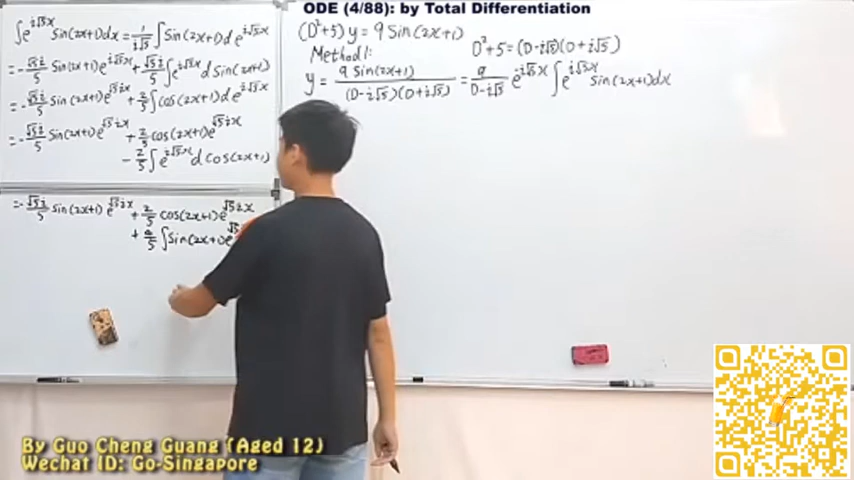 ODE (4/88): by Total Differentiation
∫e^{i√5x} Sin(2x+1)dx = 1/(i√5) ∫Sin(2x+1)d e^{i√5x}
= -√5i/5 Sin(2x+1)e^{i√5x} + √5i/5 ∫e^{i√5x} d Sin(2x+1)
= -√5i/5 Sin(2x+1)e^{√5ix} + 2/5 ∫cos(2x+1)d e^{i√5x}
= -√5i/5 Sin(2x+1)e^{√5ix} + 2/5 cos(2x+1)e^{√5ix}
- 2/5 ∫e^{i√5x} d cos(2x+1)
= -√5i/5 Sin(2x+1)e^{√5ix} + 2/5 cos(2x+1)e^{√5ix}
+ 4/5 ∫Sin(2x+1)e^{√5
(D²+5)y = 9 Sin(2x+1)
D²+5=(D-i√5)(D+i√5)
Method 1:
y = 9 Sin(2x+1)/((D-i√5)(D+i√5)) = 9/(D-i√5) e^{-i√5x} ∫e^{i√5x} Sin(2x+1)dx
By Guo Cheng Guang (Aged 12)
Wechat ID: Go-Singapore